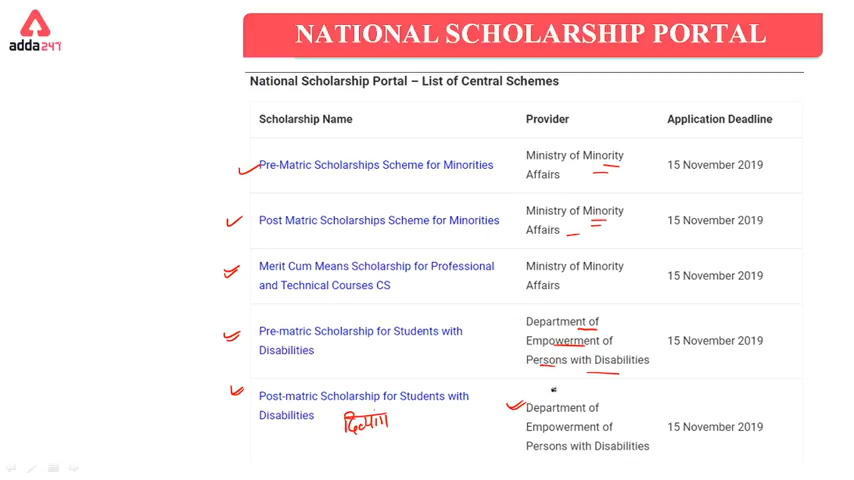 adda247
NATIONAL SCHOLARSHIP PORTAL
National Scholarship Portal – List of Central Schemes
Scholarship Name Provider Application Deadline
Pre-Matric Scholarships Scheme for Minorities Ministry of Minority 15 November 2019
Affairs
Post Matric Scholarships Scheme for Minorities Ministry of Minority 15 November 2019
Affairs
Merit Cum Means Scholarship for Professional Ministry of Minority 15 November 2019
and Technical Courses CS Affairs
Pre-matric Scholarship for Students with Department of 15 November 2019
Disabilities Empowerment of
Persons with Disabilities
Post-matric Scholarship for Students with Department of
Disabilities Empowerment of 15 November 2019
Persons with Disabilities